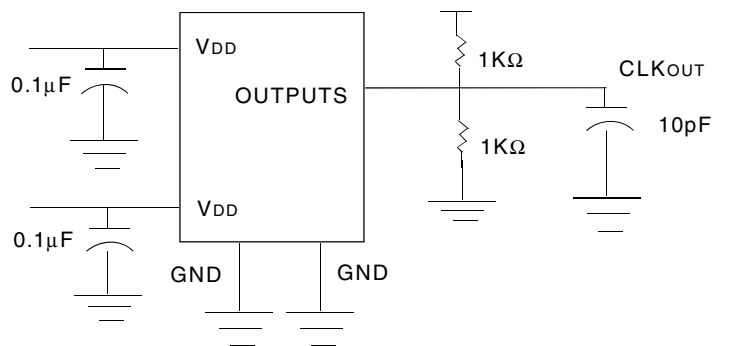 VDD
0.1μF
OUTPUTS
1KΩ
CLKOUT
10pF
1KΩ
VDD
0.1μF
GND
GND